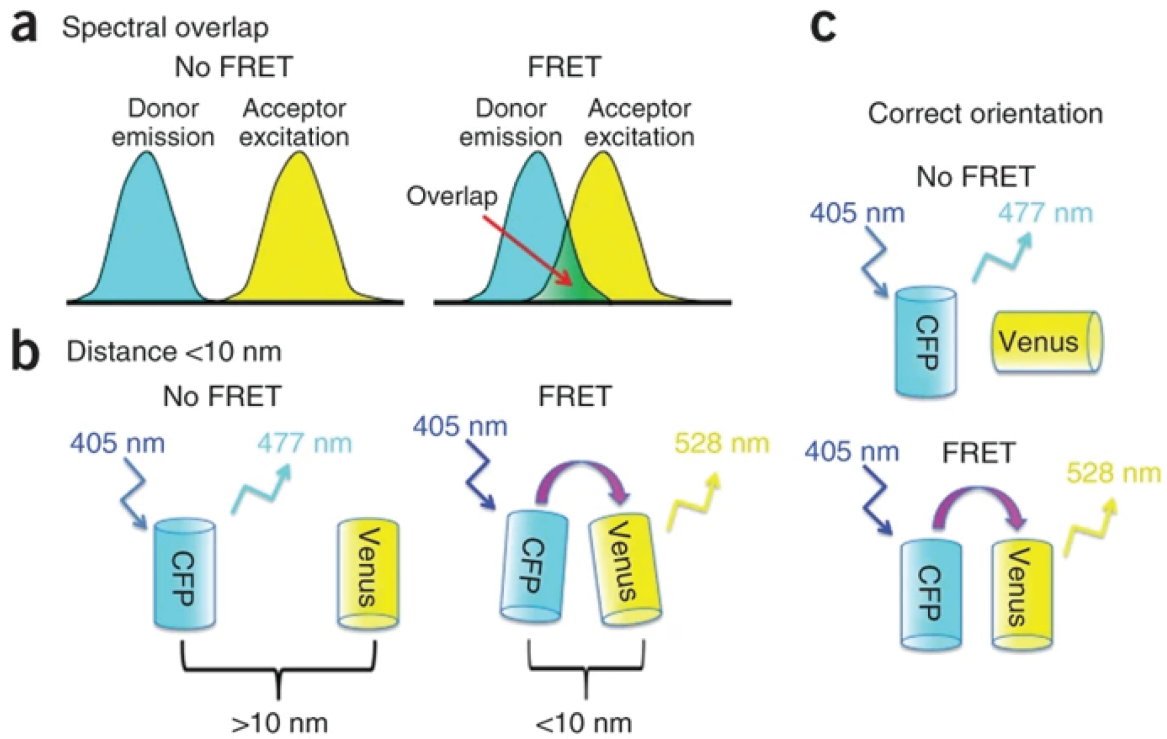 a Spectral overlap
No FRET
Donor
emission
Acceptor
excitation
FRET
Donor
emission
Acceptor
excitation
Overlap
b Distance <10 nm
No FRET
405 nm
477 nm
CFP
Venus
>10 nm
FRET
405 nm
528 nm
CFP
Venus
<10 nm
c
Correct orientation
No FRET
405 nm
477 nm
CFP
Venus
FRET
405 nm
528 nm
CFP
Venus